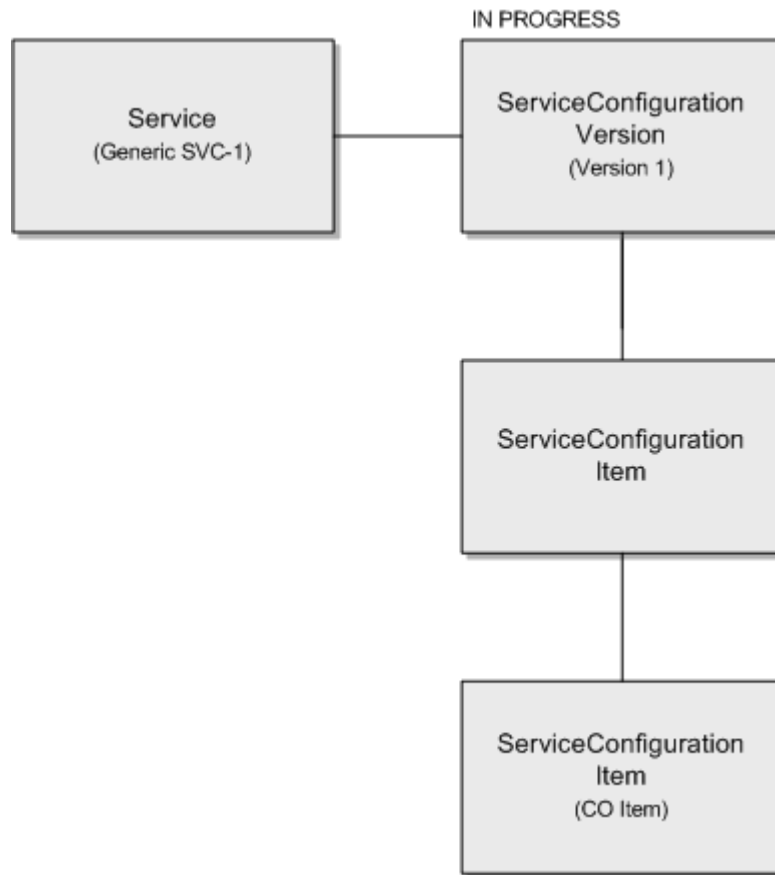 IN PROGRESS
Service
(Generic SVC-1)
ServiceConfiguration
Version
(Version 1)
ServiceConfiguration
Item
ServiceConfiguration
Item
(CO Item)